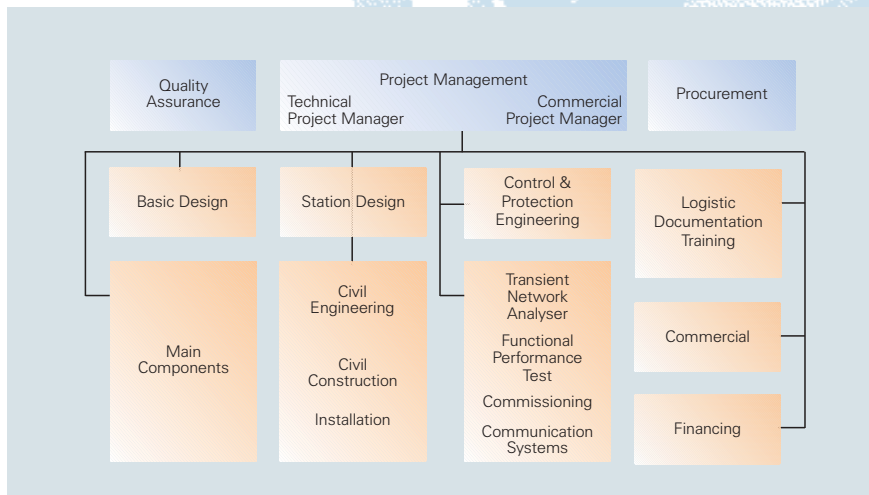 Quality
Assurance
Project Management
Technical
Project Manager
Commercial
Project Manager
Procurement
Basic Design
Station Design
Control &
Protection
Engineering
Logistic
Documentation
Training
Main
Components
Civil
Engineering
Civil
Construction
Installation
Transient
Network
Analyser
Functional
Performance
Test
Commissioning
Communication
Systems
Commercial
Financing